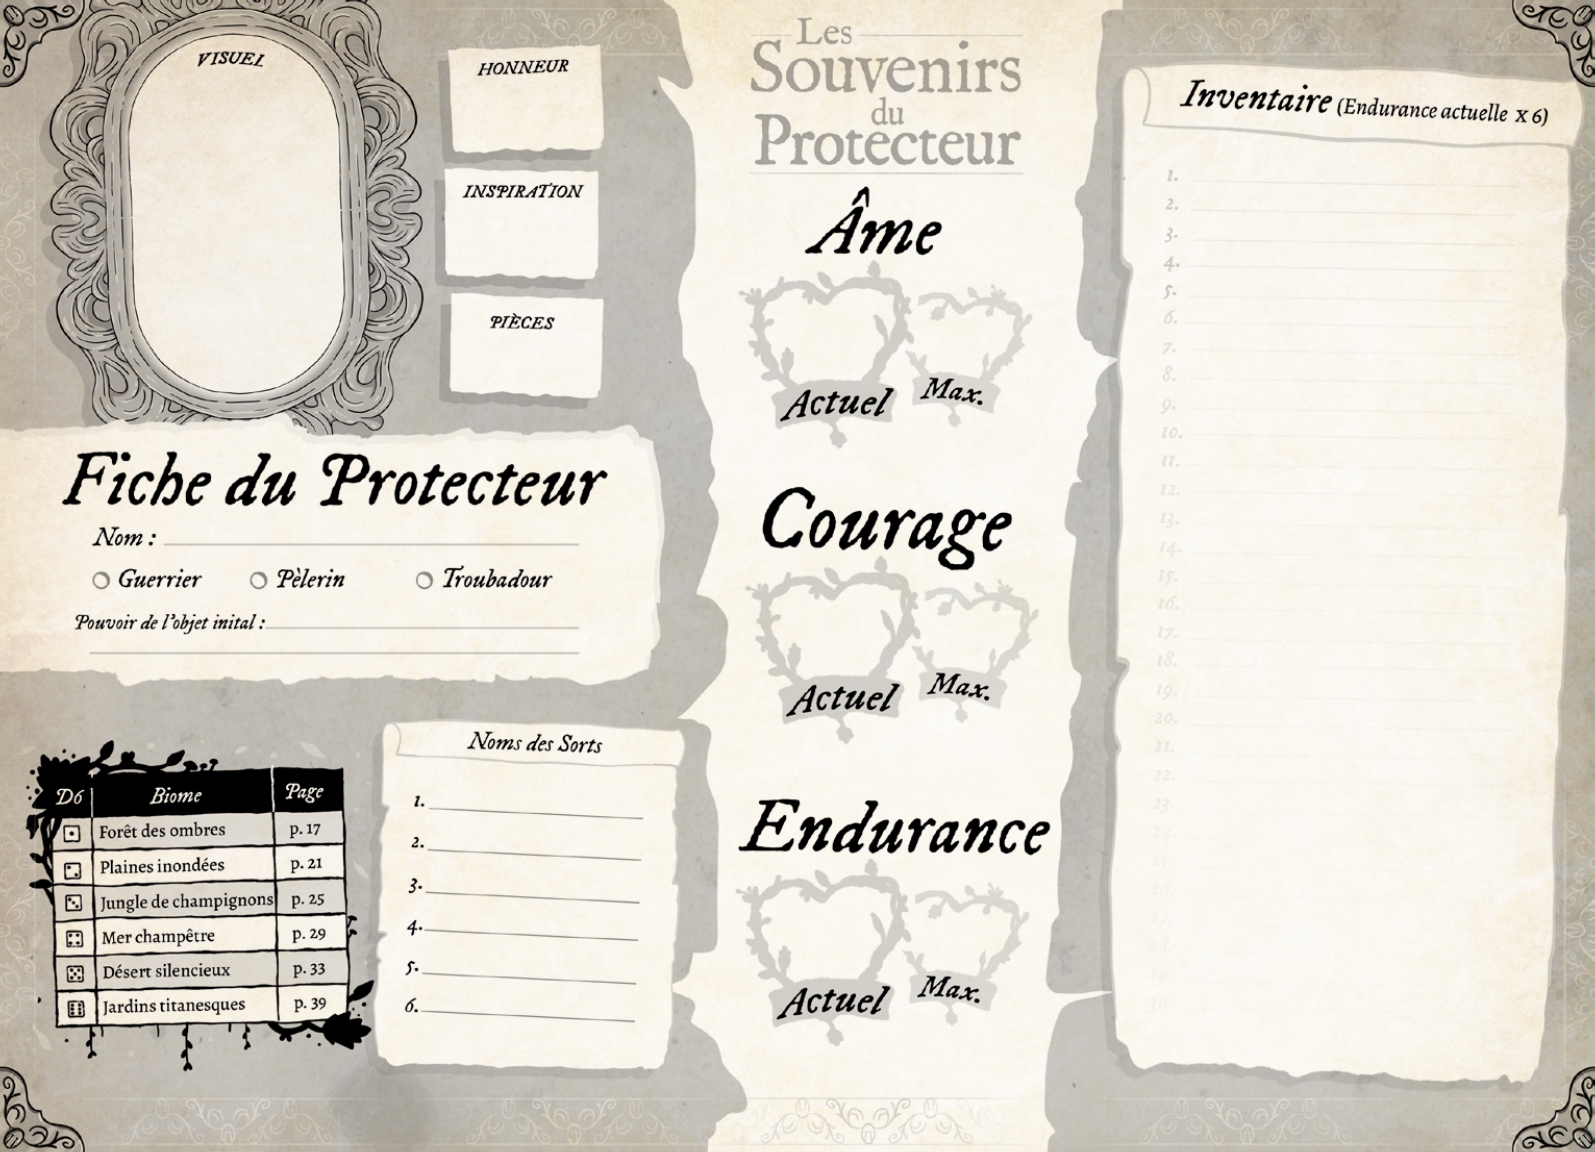 VISUEL
HONNEUR
INSPIRATION
PIÈCES
Fiche du Protecteur
Nom :
Guerrier Pèlerin Troubadour
Pouvoir de l'objet inital :
D6 Biome Page
Forêt des ombres p. 17
Plaines inondées p. 21
Jungle de champignons p. 25
Mer champêtre p. 29
Désert silencieux p. 33
Jardins titanesques p. 39
Noms des Sorts
1.
2.
3.
4.
5.
6.
Les
Souvenirs
du
Protecteur
Âme
Actuel Max.
Courage
Actuel Max.
Endurance
Actuel Max.
Inventaire (Endurance actuelle x 6)
1.
2.
3.
4.
5.
6.
7.
8.
9.
10.
11.
12.
13.
14.
15.
16.
17.
18.
19.
20.
21.
22.
23.
24.
25.
26.
27.
28.
29.
30.